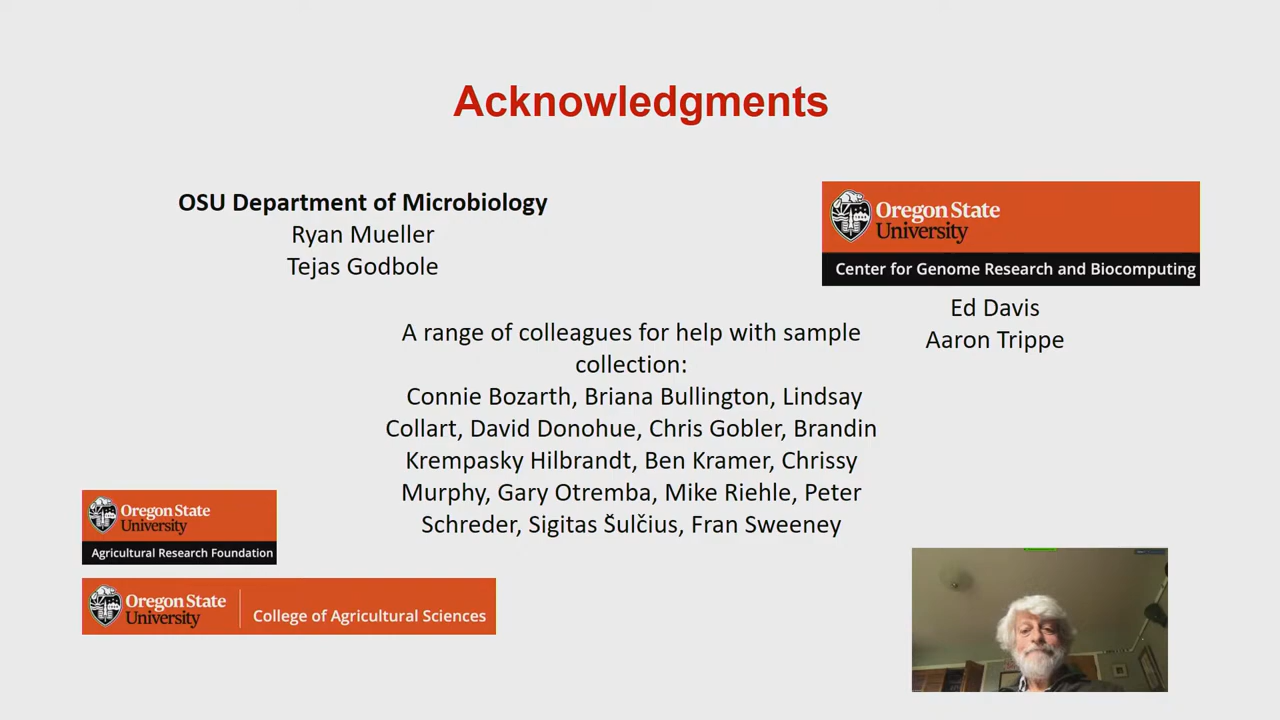 Acknowledgments
OSU Department of Microbiology
Ryan Mueller
Tejas Godbole
Oregon State
University
Center for Genome Research and Biocomputing
Ed Davis
Aaron Trippe
A range of colleagues for help with sample
collection:
Connie Bozarth, Briana Bullington, Lindsay
Collart, David Donohue, Chris Gobler, Brandin
Krempasky Hilbrandt, Ben Kramer, Chrissy
Murphy, Gary Otremba, Mike Riehle, Peter
Schreder, Sigitas Šulčius, Fran Sweeney
Oregon State
University
Agricultural Research Foundation
Oregon State
University
College of Agricultural Sciences